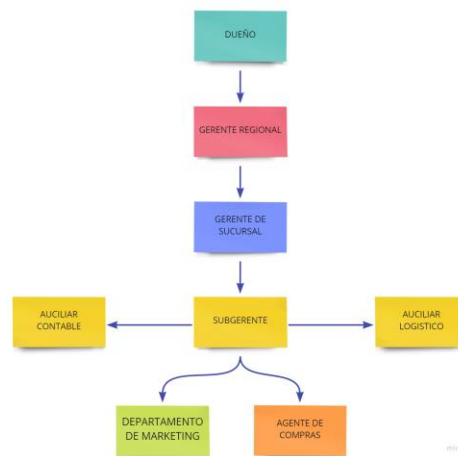 DUEÑO
GERENTE REGIONAL
GERENTE DE
SUCURSAL
AUCILIAR
CONTABLE
SUBGERENTE
AUCILIAR
LOGISTICO
DEPARTAMENTO
DE MARKETING
AGENTE DE
COMPRAS